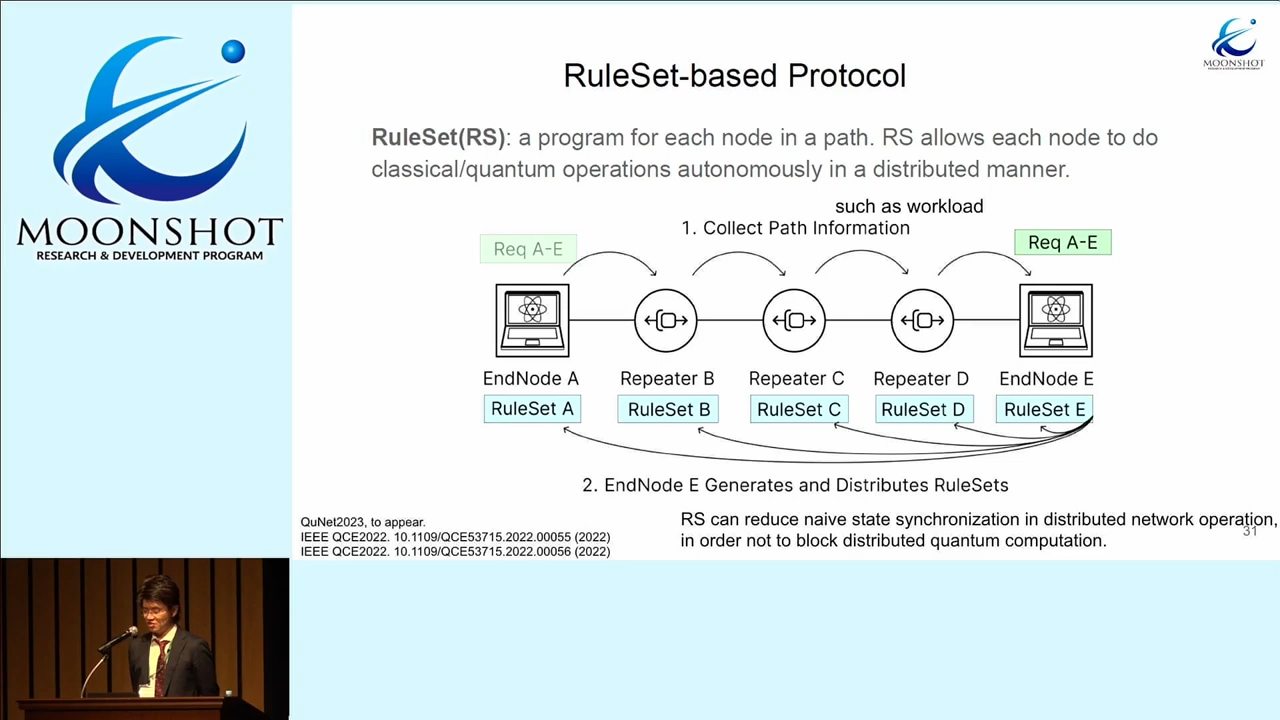 MOONSHOT
RESEARCH & DEVELOPMENT PROGRAM
MOONSHOT
RESEARCH & DEVELOPMENT PROGRAM
RuleSet-based Protocol
RuleSet(RS): a program for each node in a path. RS allows each node to do
classical/quantum operations autonomously in a distributed manner.
such as workload
1. Collect Path Information
Req A-E
Req A-E
EndNode A
Repeater B
Repeater C
Repeater D
EndNode E
RuleSet A
RuleSet B
RuleSet C
RuleSet D
RuleSet E
2. EndNode E Generates and Distributes RuleSets
QuNet2023, to appear.
IEEE QCE2022. 10.1109/QCE53715.2022.00055 (2022)
IEEE QCE2022. 10.1109/QCE53715.2022.00056 (2022)
RS can reduce naive state synchronization in distributed network operation,
in order not to block distributed quantum computation.
31